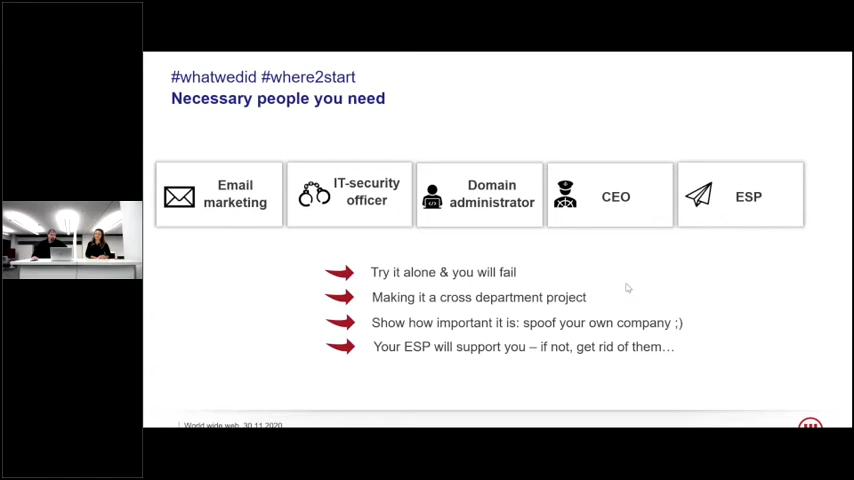 #whatwedid #where2start
Necessary people you need
Email
marketing
IT-security
officer
Domain
administrator
CEO
ESP
Try it alone & you will fail
Making it a cross department project
Show how important it is: spoof your own company ;)
Your ESP will support you – if not, get rid of them…
World wide web, 30.11.2020